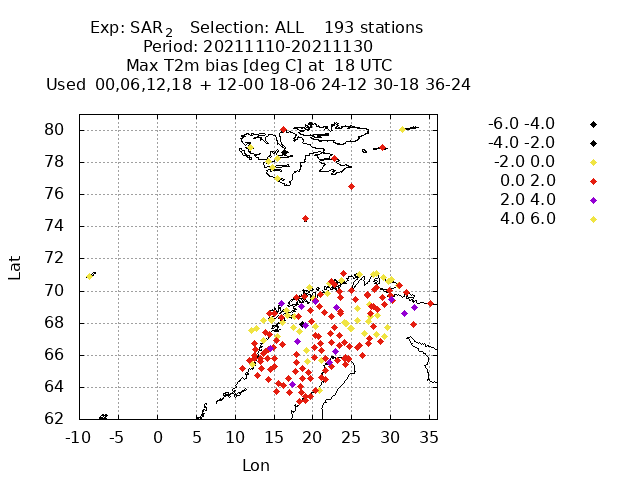 Exp: SAR2 Selection: ALL 193 stations
Period: 20211110-20211130
Max T2m bias [deg C] at 18 UTC
Used 00,06,12,18 + 12-00 18-06 24-12 30-18 36-24
-6.0 -4.0
-4.0 -2.0
-2.0 0.0
0.0 2.0
2.0 4.0
4.0 6.0
80
78
76
74
72
70
68
66
64
62
Lat
-10 -5 0 5 10 15 20 25 30 35
Lon